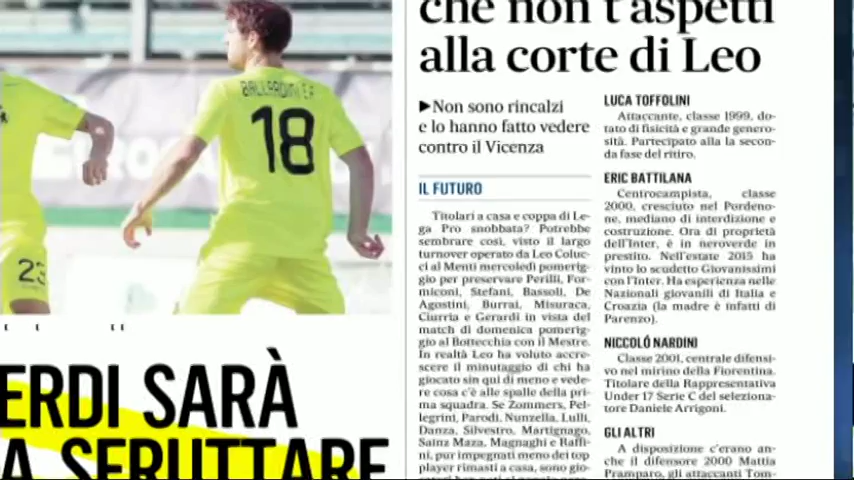 BALLARDINI E.A.
18
23
ERDI SARÀ
A SFRUTTARE
che non t'aspetti
alla corte di Leo
▶Non sono rincalzi
e lo hanno fatto vedere
contro il Vicenza
IL FUTURO
Titolari a casa e coppa di Le-
ga Pro snobbata? Potrebbe
sembrare così, visto il largo
turnover operato da Leo Coluc-
ci al Menti mercoledì pomerig-
gio per preservare Perilli, For-
miconi, Stefani, Bassoli, De
Agostini, Burrai, Misuraca,
Ciurria e Gerardi in vista del
match di domenica pomerig-
gio al Bottecchia con il Mestre.
In realtà Leo ha voluto accre-
scere il minutaggio di chi ha
giocato sin qui di meno e vede-
re cosa c'è alle spalle della pri-
ma squadra. Se Zommers, Pel-
legrini, Parodi, Nunzella, Lulli,
Danza, Silvestro, Martignago,
Sainz Maza, Magnaghi e Raffi-
ni, pur impegnati meno dei top
player rimasti a casa, sono gio-
LUCA TOFFOLINI
Attaccante, classe 1999, do-
tato di fisicità e grande genero-
sità. Partecipato alla la secon-
da fase del ritiro.
ERIC BATTILANA
Centrocampista, classe
2000, cresciuto nel Pordeno-
ne, mediano di interdizione e
costruzione. Ora di proprietà
dell'Inter, è in neroverde in
prestito. Nell'estate 2015 ha
vinto lo scudetto Giovanissimi
con l'Inter. Ha esperienza nelle
Nazionali giovanili di Italia e
Croazia (la madre è infatti di
Parenzo).
NICCOLÓ NARDINI
Classe 2001, centrale difensi-
vo nel mirino della Fiorentina.
Titolare della Rappresentativa
Under 17 Serie C del seleziona-
tore Daniele Arrigoni.
GLI ALTRI
A disposizione c'erano an-
che il difensore 2000 Mattia
Pramparo, gli attaccanti Tom-